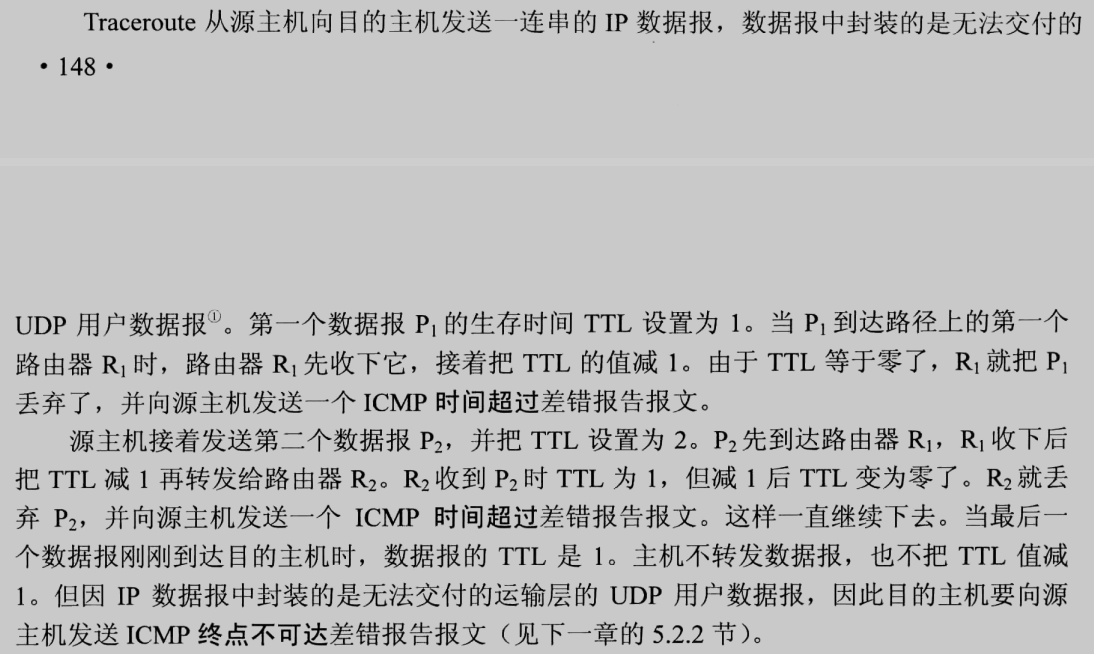 Traceroute 从源主机向目的主机发送一连串的 IP 数据报，数据报中封装的是无法交付的
• 148 •
UDP 用户数据报①。第一个数据报 P₁ 的生存时间 TTL 设置为 1。当 P₁ 到达路径上的第一个
路由器 R₁ 时，路由器 R₁ 先收下它，接着把 TTL 的值减 1。由于 TTL 等于零了，R₁ 就把 P₁
丢弃了，并向源主机发送一个 ICMP 时间超过差错报告报文。
源主机接着发送第二个数据报 P₂，并把 TTL 设置为 2。P₂ 先到达路由器 R₁，R₁ 收下后
把 TTL 减 1 再转发给路由器 R₂。R₂ 收到 P₂ 时 TTL 为 1，但减 1 后 TTL 变为零了。R₂ 就丢
弃 P₂，并向源主机发送一个 ICMP 时间超过差错报告报文。这样一直继续下去。当最后一
个数据报刚刚到达目的主机时，数据报的 TTL 是 1。主机不转发数据报，也不把 TTL 值减
1。但因 IP 数据报中封装的是无法交付的运输层的 UDP 用户数据报，因此目的主机要向源
主机发送 ICMP 终点不可达差错报告报文（见下一章的 5.2.2 节）。